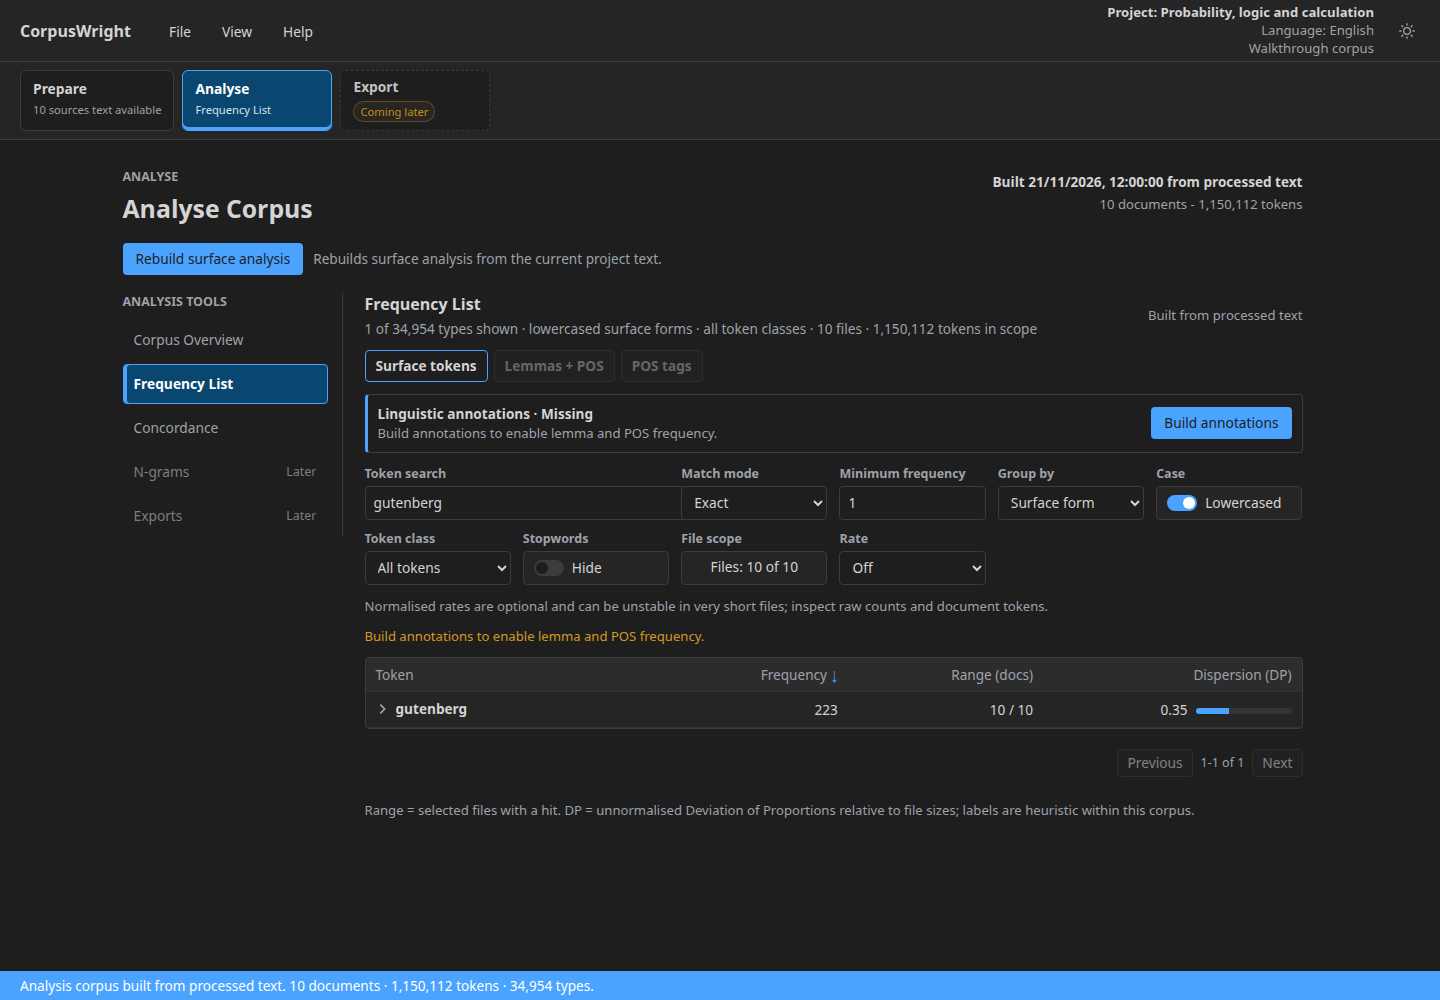 CorpusWright
File
View
Help
Project: Probability, logic and calculation
Language: English
Walkthrough corpus
Prepare
10 sources text available
Analyse
Frequency List
Export
Coming later
ANALYSE
Analyse Corpus
Built 21/11/2026, 12:00:00 from processed text
10 documents - 1,150,112 tokens
Rebuild surface analysis
Rebuilds surface analysis from the current project text.
ANALYSIS TOOLS
Corpus Overview
Frequency List
Concordance
N-grams Later
Exports Later
Frequency List
1 of 34,954 types shown · lowercased surface forms · all token classes · 10 files · 1,150,112 tokens in scope
Built from processed text
Surface tokens
Lemmas + POS
POS tags
Linguistic annotations · Missing
Build annotations to enable lemma and POS frequency.
Build annotations
Token search
gutenberg
Match mode
Exact
Minimum frequency
1
Group by
Surface form
Case
Lowercased
Token class
All tokens
Stopwords
Hide
File scope
Files: 10 of 10
Rate
Off
Normalised rates are optional and can be unstable in very short files; inspect raw counts and document tokens.
Build annotations to enable lemma and POS frequency.
Token Frequency ↓ Range (docs) Dispersion (DP)
gutenberg 223 10 / 10 0.35
Previous 1-1 of 1 Next
Range = selected files with a hit. DP = unnormalised Deviation of Proportions relative to file sizes; labels are heuristic within this corpus.
Analysis corpus built from processed text. 10 documents · 1,150,112 tokens · 34,954 types.